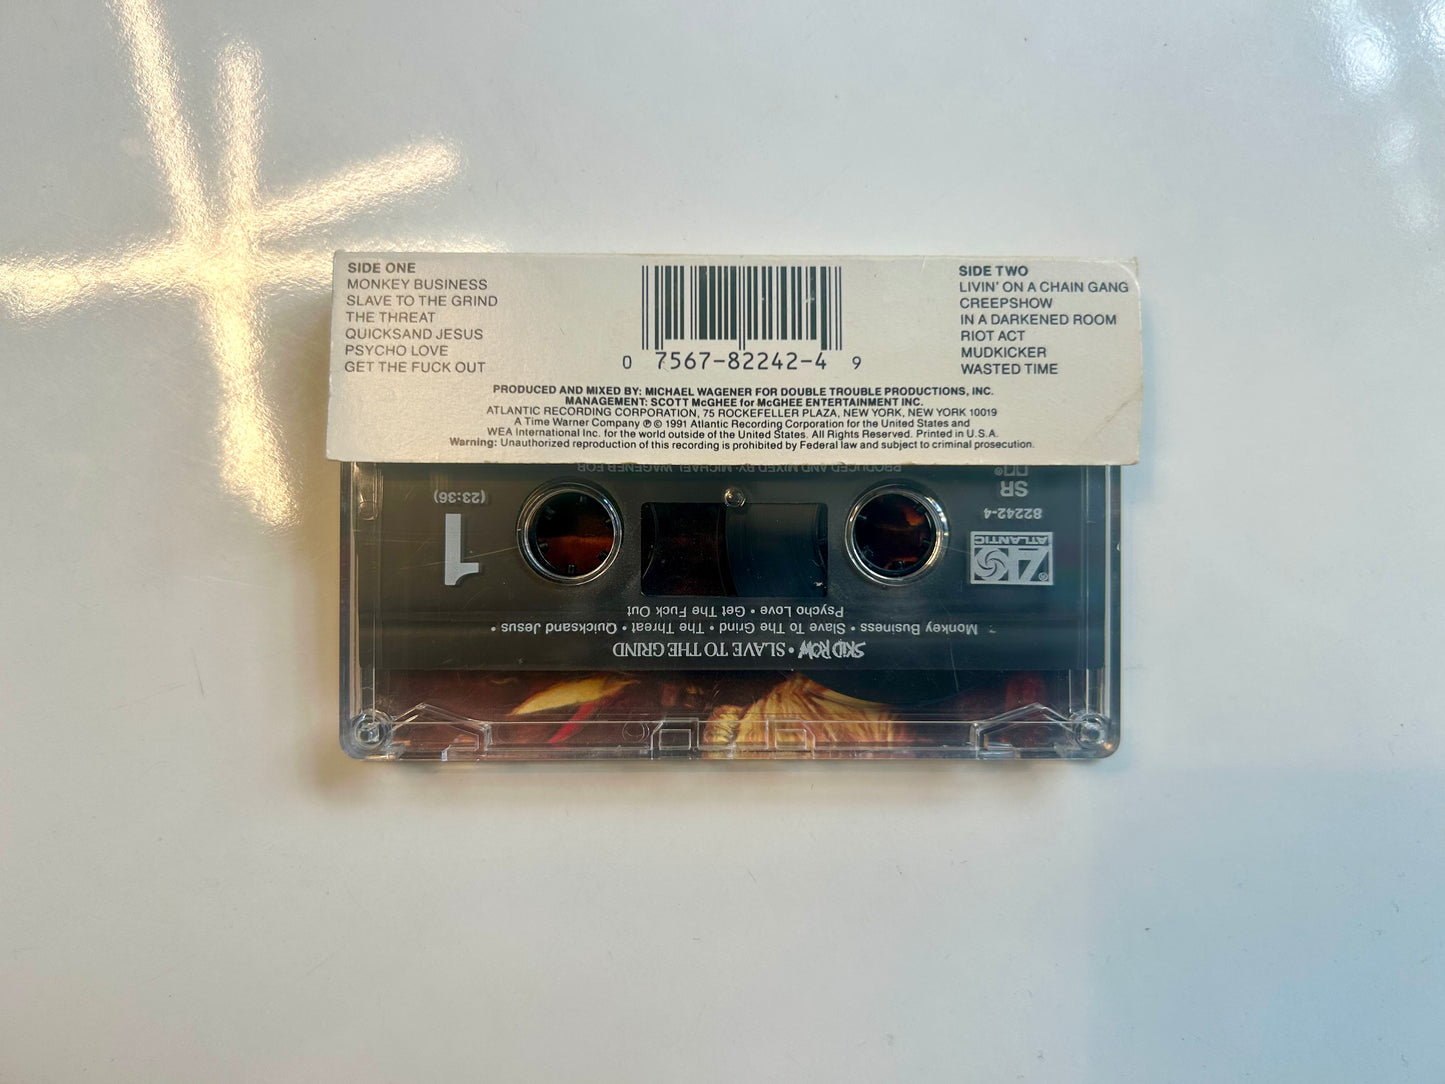 SIDE ONE
MONKEY BUSINESS
SLAVE TO THE GRIND
THE THREAT
QUICKSAND JESUS
PSYCHO LOVE
GET THE FUCK OUT
0 7567-82242-4 9
SIDE TWO
LIVIN' ON A CHAIN GANG
CREEPSHOW
IN A DARKENED ROOM
RIOT ACT
MUDKICKER
WASTED TIME
PRODUCED AND MIXED BY: MICHAEL WAGENER FOR DOUBLE TROUBLE PRODUCTIONS, INC.
MANAGEMENT: SCOTT McGHEE for McGHEE ENTERTAINMENT INC.
ATLANTIC RECORDING CORPORATION, 75 ROCKEFELLER PLAZA, NEW YORK, NEW YORK 10019
A Time Warner Company ℗ © 1991 Atlantic Recording Corporation for the United States and
WEA International Inc. for the world outside of the United States. All Rights Reserved. Printed in U.S.A.
Warning: Unauthorized reproduction of this recording is prohibited by Federal law and subject to criminal prosecution.
SKID ROW • SLAVE TO THE GRIND
Monkey Business • Slave To The Grind • The Threat • Quicksand Jesus •
Psycho Love • Get The Fuck Out
ATLANTIC
®
82242-4
SR
1
(23:36)
PRODUCED AND MIXED BY: MICHAEL WAGENER FOR